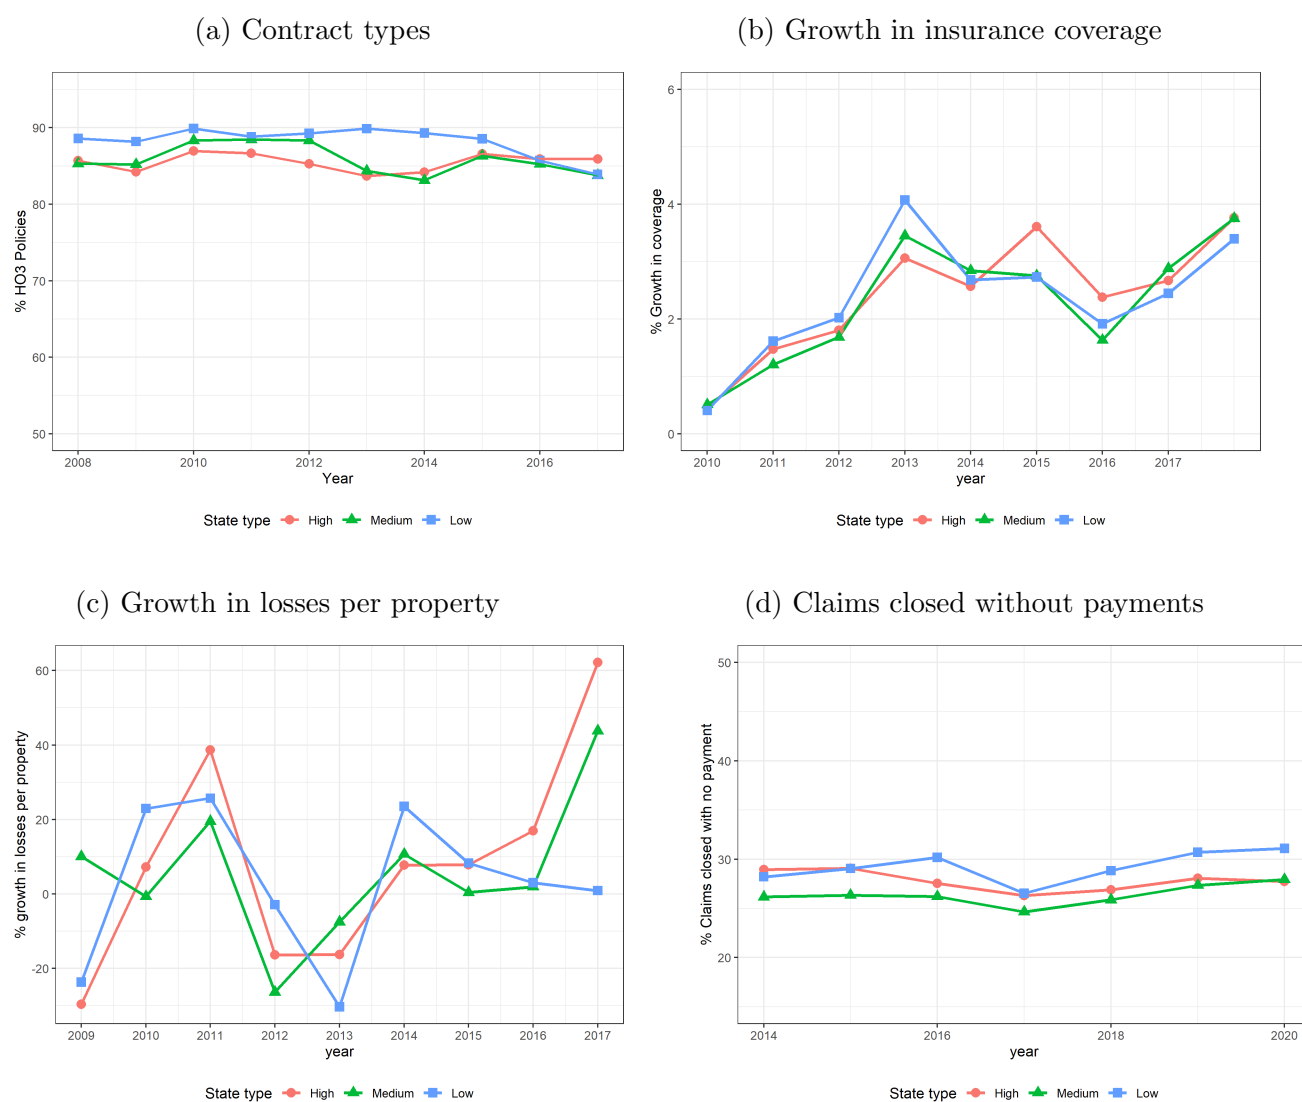 (a) Contract types
90
80
70
60
50
% HO3 Policies
2008 2010 2012 2014 2016
Year
State type High Medium Low
(b) Growth in insurance coverage
6
4
2
0
% Growth in coverage
2010 2011 2012 2013 2014 2015 2016 2017
year
State type High Medium Low
(c) Growth in losses per property
60
40
20
0
-20
% growth in losses per property
2009 2010 2011 2012 2013 2014 2015 2016 2017
year
State type High Medium Low
(d) Claims closed without payments
50
40
30
20
% Claims closed with no payment
2014 2016 2018 2020
year
State type High Medium Low